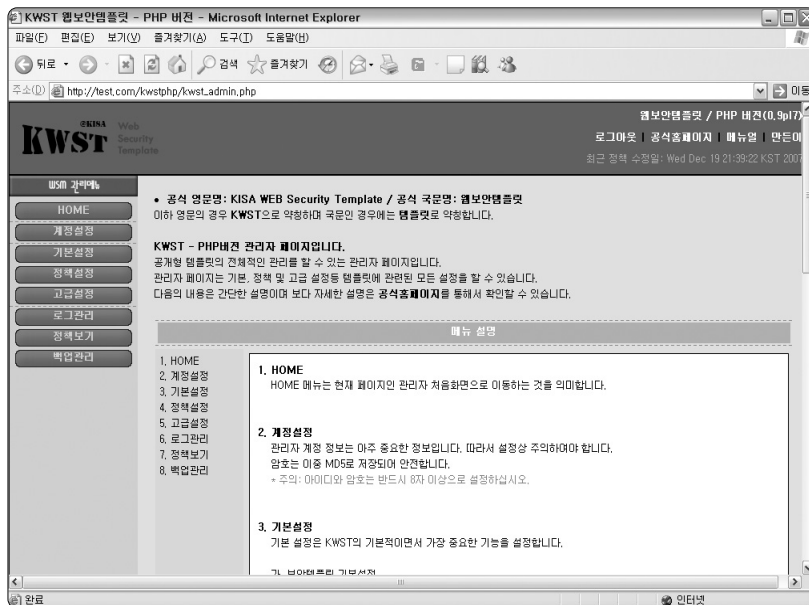 KWST 웹보안템플릿 - PHP 버전 - Microsoft Internet Explorer
파일(F) 편집(E) 보기(V) 즐겨찾기(A) 도구(T) 도움말(H)
뒤로 검색 즐겨찾기
주소(D) http://test.com/kwstphp/kwst_admin.php 이동
@KISA
KWST Web Security Template
웹보안템플릿 / PHP 버전(0.9pl7)
로그아웃 | 공식홈페이지 | 매뉴얼 | 만든이
최근 정책 수정일: Wed Dec 19 21:39:22 KST 2007
WSM 관리메뉴
HOME
계정설정
기본설정
정책설정
고급설정
로그관리
정책보기
백업관리
• 공식 영문명: KISA WEB Security Template / 공식 국문명: 웹보안템플릿
이하 영문의 경우 KWST으로 약칭하며 국문인 경우에는 템플릿로 약칭합니다.
KWST - PHP버전 관리자 페이지입니다.
공개형 템플릿의 전체적인 관리를 할 수 있는 관리자 페이지입니다.
관리자 페이지는 기본, 정책 및 고급 설정등 템플릿에 관련된 모든 설정을 할 수 있습니다.
다음의 내용은 간단한 설명이며 보다 자세한 설명은 공식홈페이지를 통해서 확인할 수 있습니다.
메뉴 설명
1. HOME
2. 계정설정
3. 기본설정
4. 정책설정
5. 고급설정
6. 로그관리
7. 정책보기
8. 백업관리
1. HOME
HOME 메뉴는 현재 페이지인 관리자 처음화면으로 이동하는 것을 의미합니다.
2. 계정설정
관리자 계정 정보는 아주 중요한 정보입니다. 따라서 설정상 주의하여야 합니다.
암호는 이중 MD5로 저장되어 안전합니다.
* 주의: 아이디와 암호는 반드시 8자 이상으로 설정하십시오.
3. 기본설정
기본 설정은 KWST의 기본적이면서 가장 중요한 기능을 설정합니다.
가. 보안템플릿 기본설정
완료 인터넷